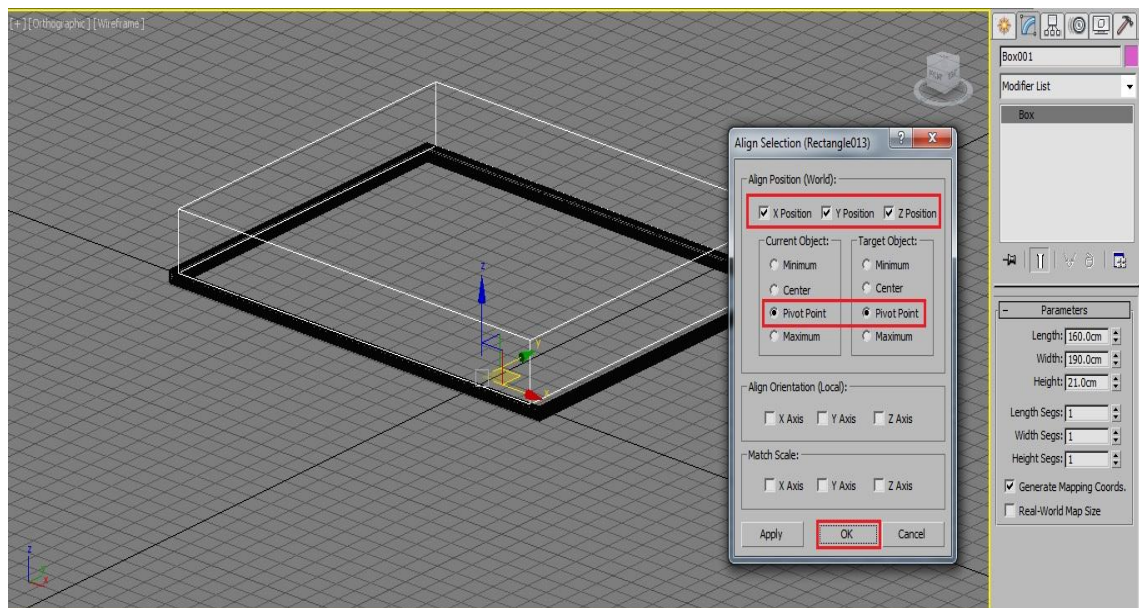 [+][Orthographic][Wireframe]
Box001
Modifier List
Box
Align Selection (Rectangle013)
Align Position (World):
X Position Y Position Z Position
Current Object: Target Object:
Minimum Minimum
Center Center
Pivot Point Pivot Point
Maximum Maximum
Align Orientation (Local):
X Axis Y Axis Z Axis
Match Scale:
X Axis Y Axis Z Axis
Apply OK Cancel
- Parameters
Length: 160.0cm
Width: 190.0cm
Height: 21.0cm
Length Segs: 1
Width Segs: 1
Height Segs: 1
Generate Mapping Coords.
Real-World Map Size
z
y
x
z
x